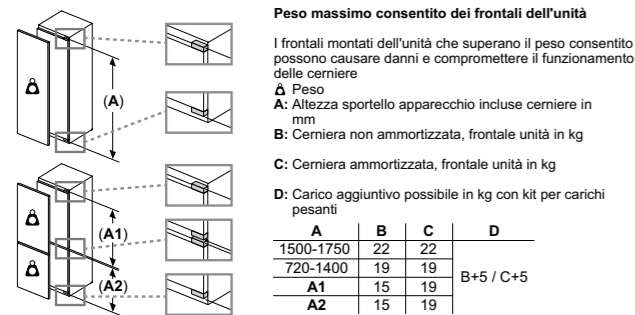 Peso massimo consentito dei frontali dell'unità
I frontali montati dell'unità che superano il peso consentito
possono causare danni e compromettere il funzionamento
delle cerniere
Peso
A: Altezza sportello apparecchio incluse cerniere in
mm
B: Cerniera non ammortizzata, frontale unità in kg
C: Cerniera ammortizzata, frontale unità in kg
D: Carico aggiuntivo possibile in kg con kit per carichi
pesanti
A B C D
1500-1750 22 22
720-1400 19 19
B+5 / C+5
A1 15 19
A2 15 19
(A)
(A1)
(A2)